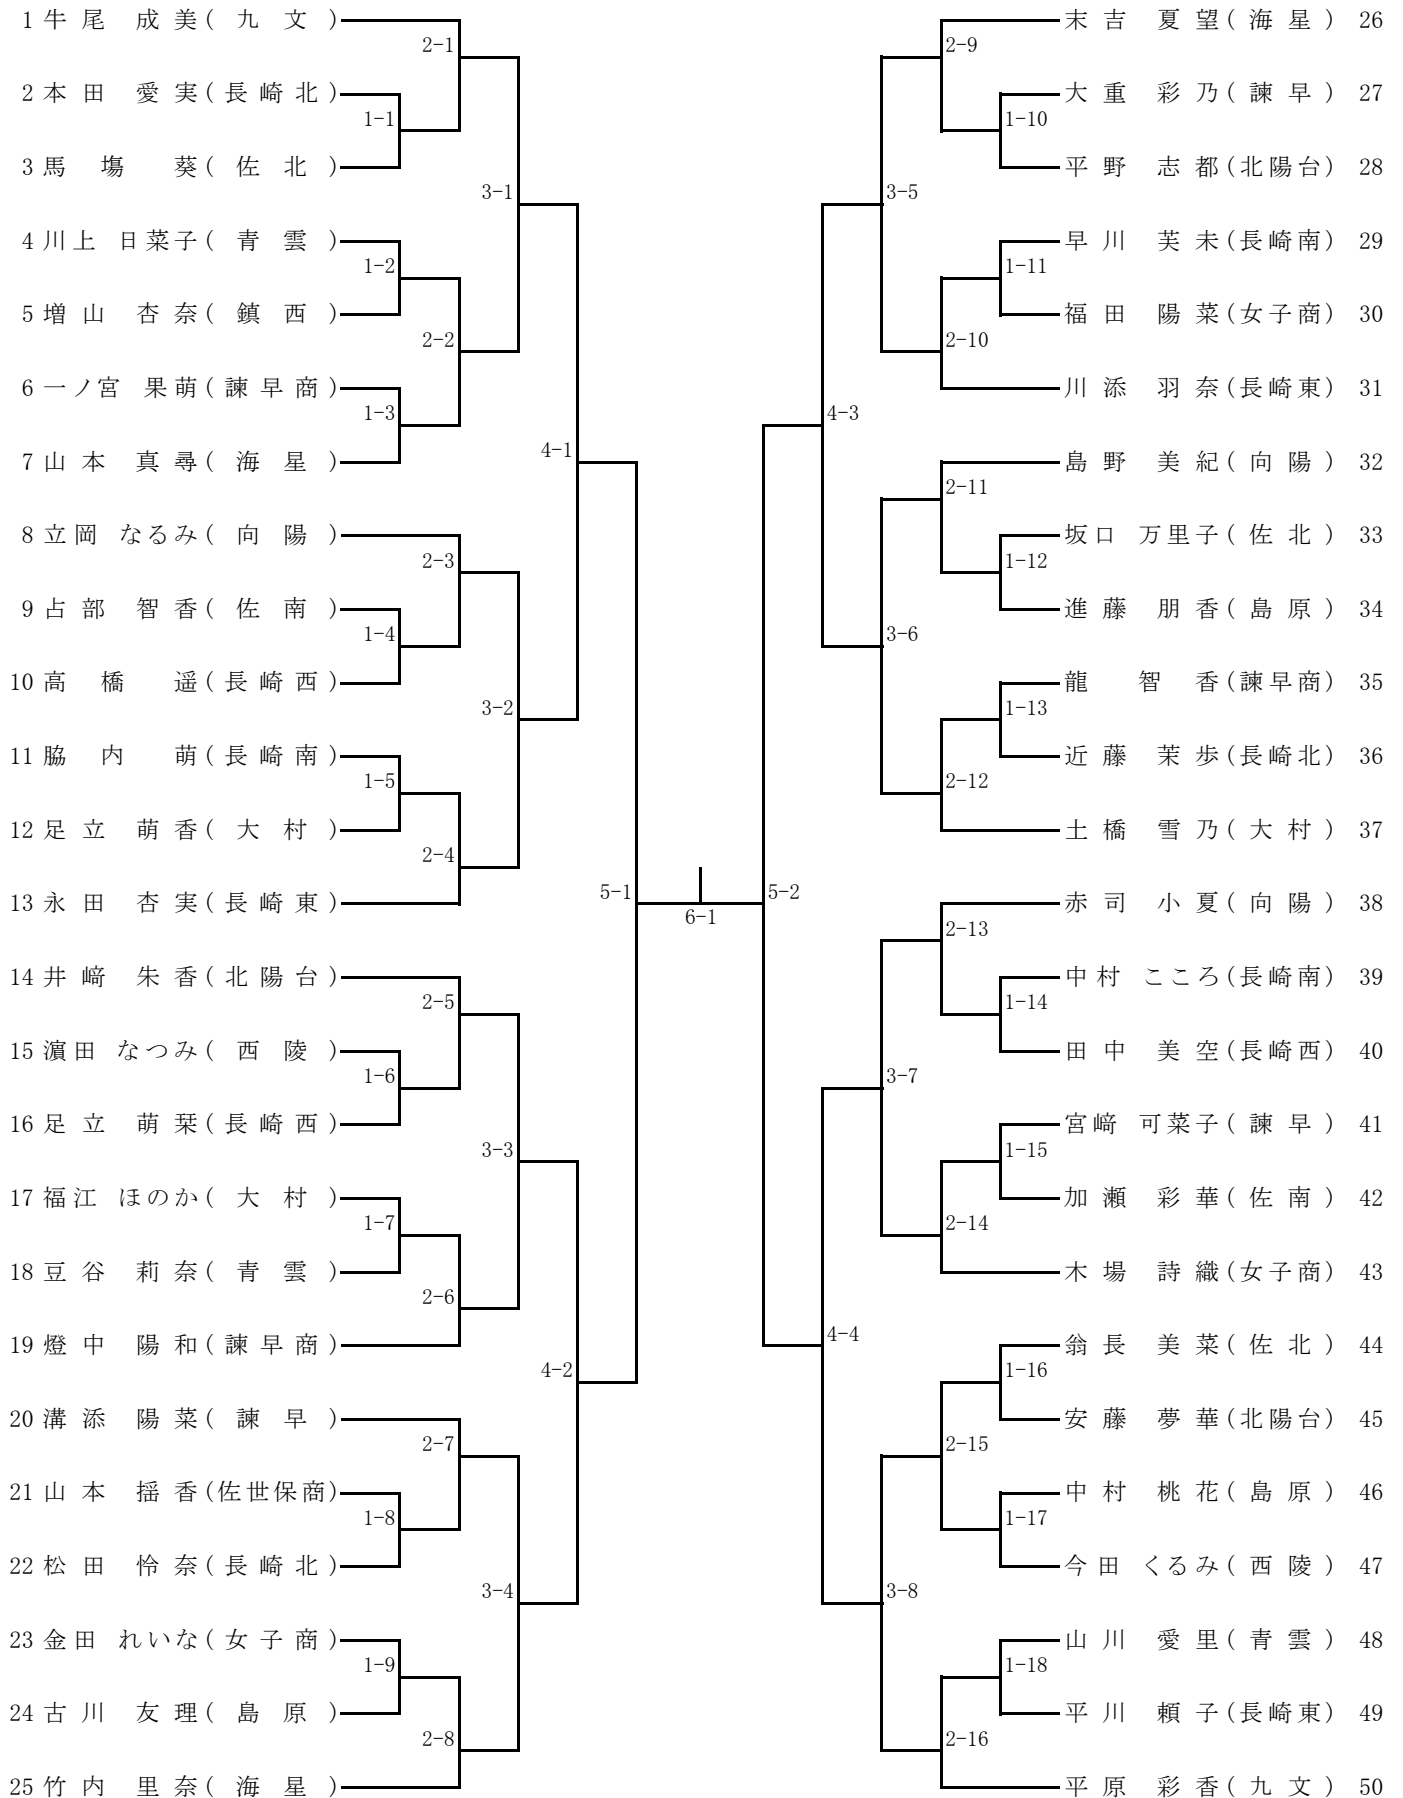 1 牛尾 成美(九文)
2-1
2 本田 愛実(長崎北)
1-1
3 馬塲 葵(佐北)
3-1
4 川上 日菜子(青雲)
1-2
5 増山 杏奈(鎮西)
2-2
6 一ノ宮 果萌(諫早商)
1-3
4-1
7 山本 真尋(海星)
8 立岡 なるみ(向陽)
2-3
9 占部 智香(佐南)
1-4
10 高橋 遥(長崎西)
3-2
11 脇内 萌(長崎南)
1-5
12 足立 萌香(大村)
2-4
13 永田 杏実(長崎東)
5-1
14 井﨑 朱香(北陽台)
2-5
15 濵田 なつみ(西陵)
1-6
16 足立 萌栞(長崎西)
3-3
17 福江 ほのか(大村)
1-7
18 豆谷 莉奈(青雲)
2-6
19 燈中 陽和(諫早商)
4-2
20 溝添 陽菜(諫早)
2-7
21 山本 揺香(佐世保商)
1-8
22 松田 怜奈(長崎北)
3-4
23 金田 れいな(女子商)
1-9
24 古川 友理(島原)
2-8
25 竹内 里奈(海星)
6-1
末吉 夏望(海星) 26
2-9
大重 彩乃(諫早) 27
1-10
平野 志都(北陽台) 28
3-5
早川 芙未(長崎南) 29
1-11
福田 陽菜(女子商) 30
2-10
川添 羽奈(長崎東) 31
4-3
島野 美紀(向陽) 32
2-11
坂口 万里子(佐北) 33
1-12
進藤 朋香(島原) 34
3-6
龍 智香(諫早商) 35
1-13
近藤 茉歩(長崎北) 36
2-12
土橋 雪乃(大村) 37
5-2
赤司 小夏(向陽) 38
2-13
中村 こころ(長崎南) 39
1-14
田中 美空(長崎西) 40
3-7
宮﨑 可菜子(諫早) 41
1-15
加瀬 彩華(佐南) 42
2-14
木場 詩織(女子商) 43
4-4
翁長 美菜(佐北) 44
1-16
安藤 夢華(北陽台) 45
2-15
中村 桃花(島原) 46
1-17
今田 くるみ(西陵) 47
3-8
山川 愛里(青雲) 48
1-18
平川 頼子(長崎東) 49
2-16
平原 彩香(九文) 50